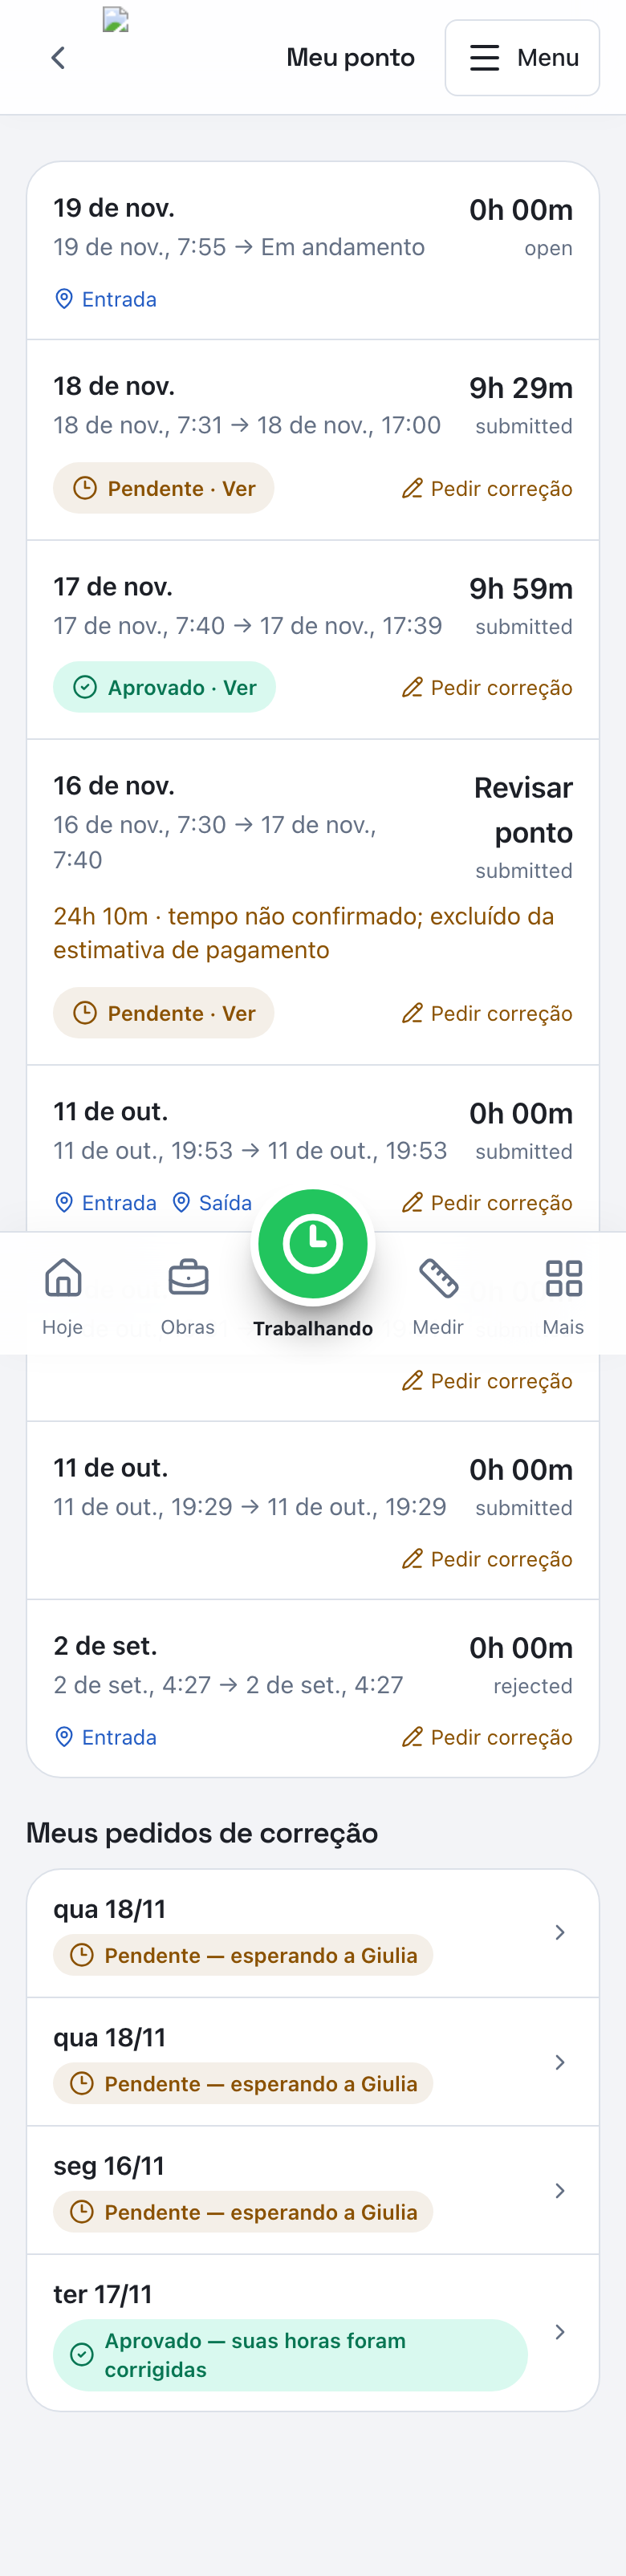 Meu ponto
Menu
19 de nov.
0h 00m
19 de nov., 7:55 → Em andamento
open
Entrada
18 de nov.
9h 29m
18 de nov., 7:31 → 18 de nov., 17:00
submitted
Pendente · Ver
Pedir correção
17 de nov.
9h 59m
17 de nov., 7:40 → 17 de nov., 17:39
submitted
Aprovado · Ver
Pedir correção
16 de nov.
Revisar
ponto
16 de nov., 7:30 → 17 de nov.,
7:40
submitted
24h 10m · tempo não confirmado; excluído da
estimativa de pagamento
Pendente · Ver
Pedir correção
11 de out.
0h 00m
11 de out., 19:53 → 11 de out., 19:53
submitted
Entrada
Saída
Pedir correção
Hoje
Obras
Trabalhando
Medir
Mais
Pedir correção
11 de out.
0h 00m
11 de out., 19:29 → 11 de out., 19:29
submitted
Pedir correção
2 de set.
0h 00m
2 de set., 4:27 → 2 de set., 4:27
rejected
Entrada
Pedir correção
Meus pedidos de correção
qua 18/11
Pendente — esperando a Giulia
qua 18/11
Pendente — esperando a Giulia
seg 16/11
Pendente — esperando a Giulia
ter 17/11
Aprovado — suas horas foram
corrigidas